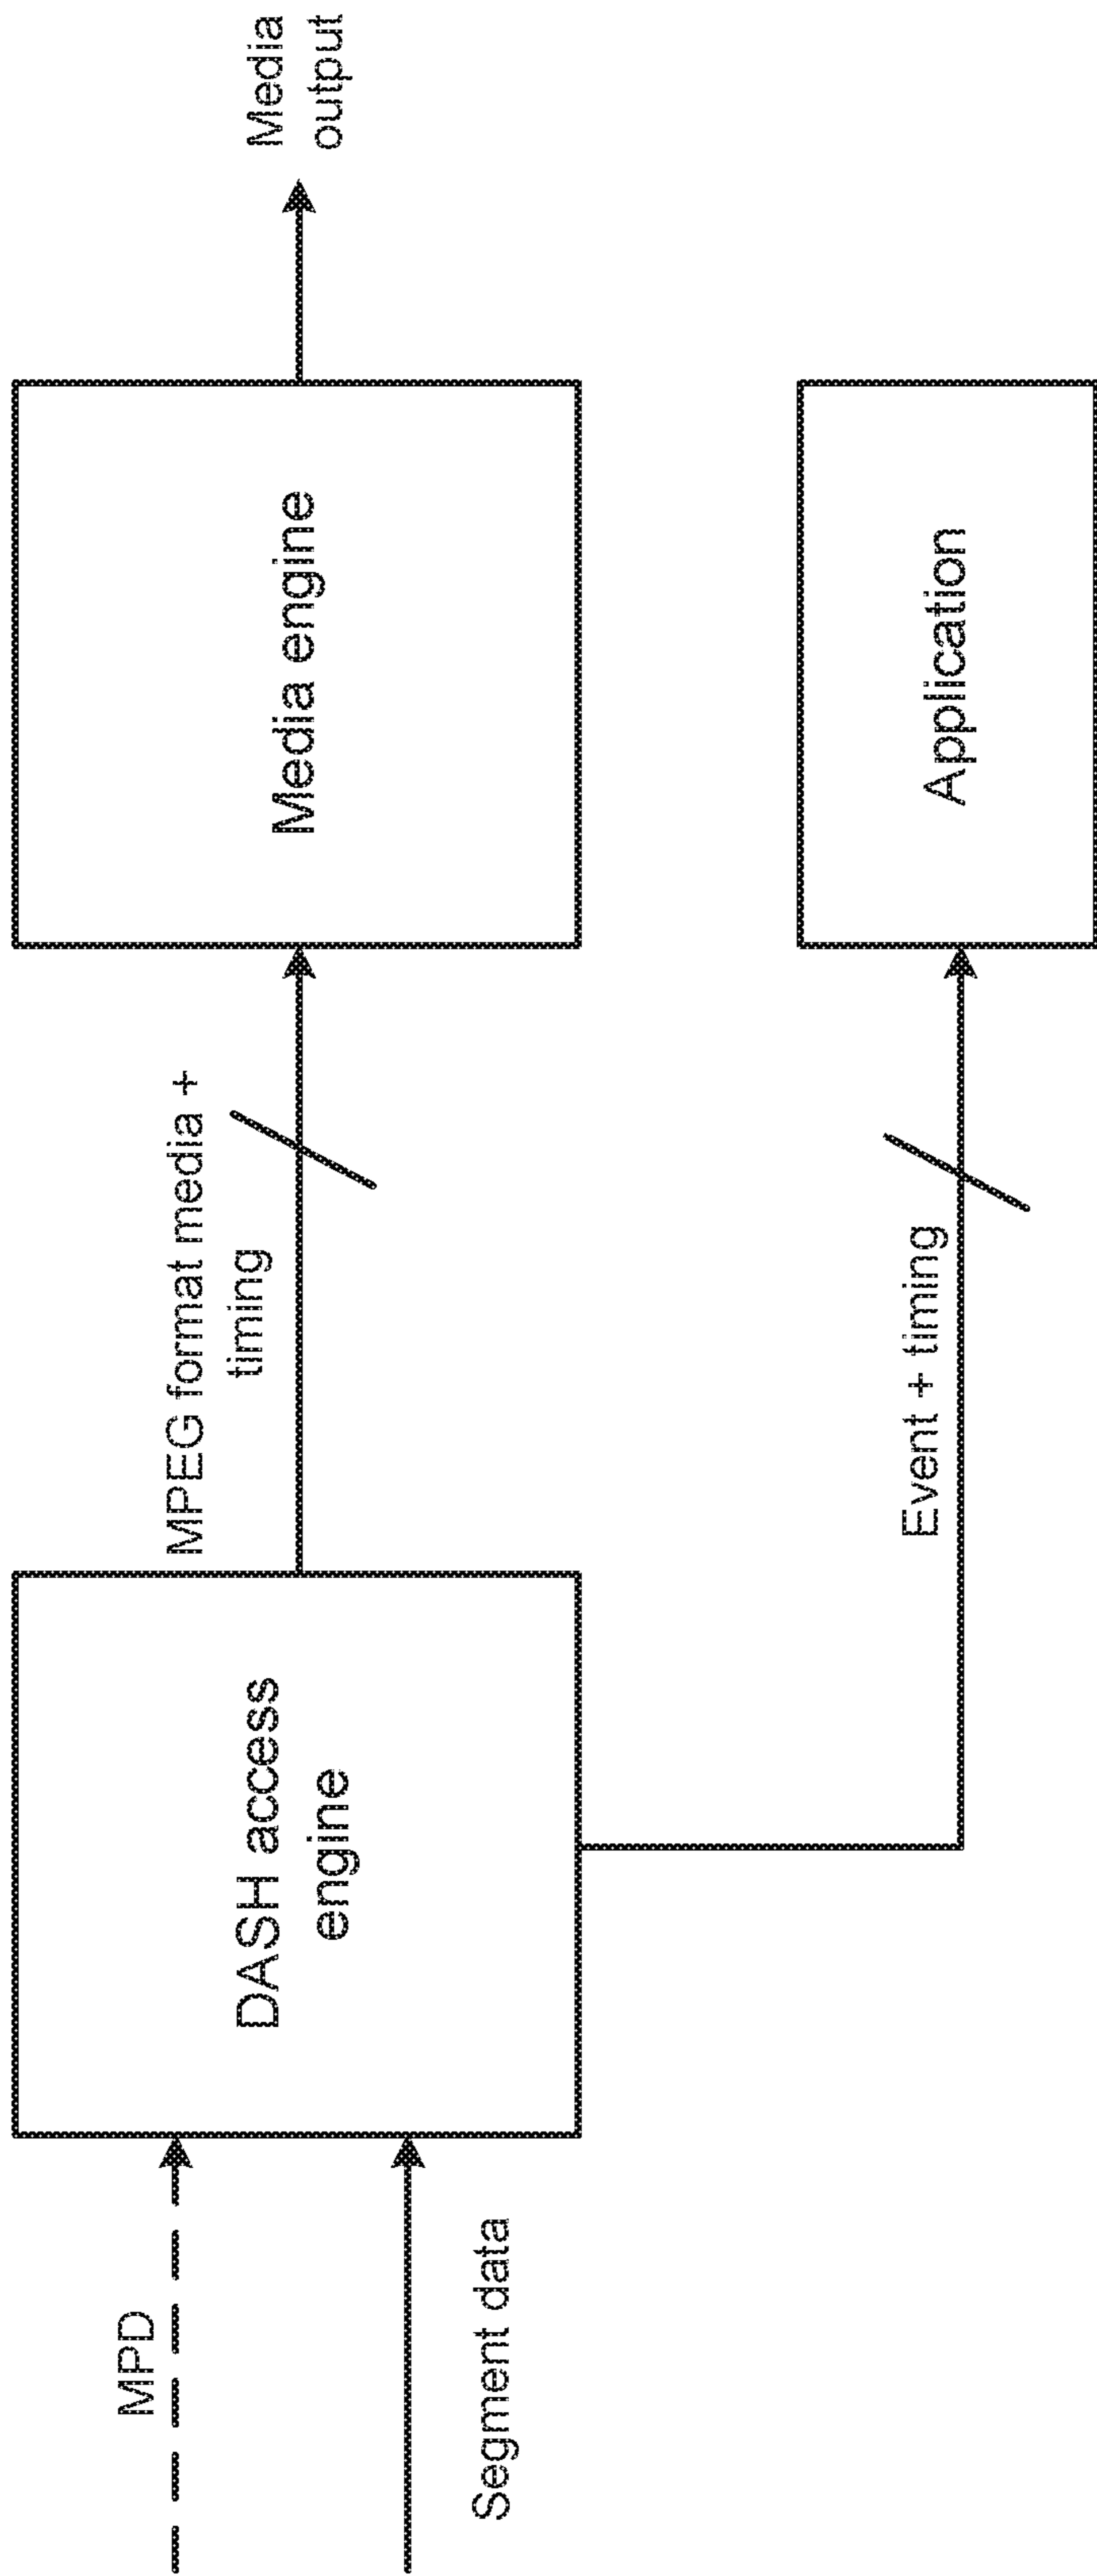 MPD
Segment data
DASH access
engine
MPEG format media +
timing
Event + timing
Media engine
Application
Media
output